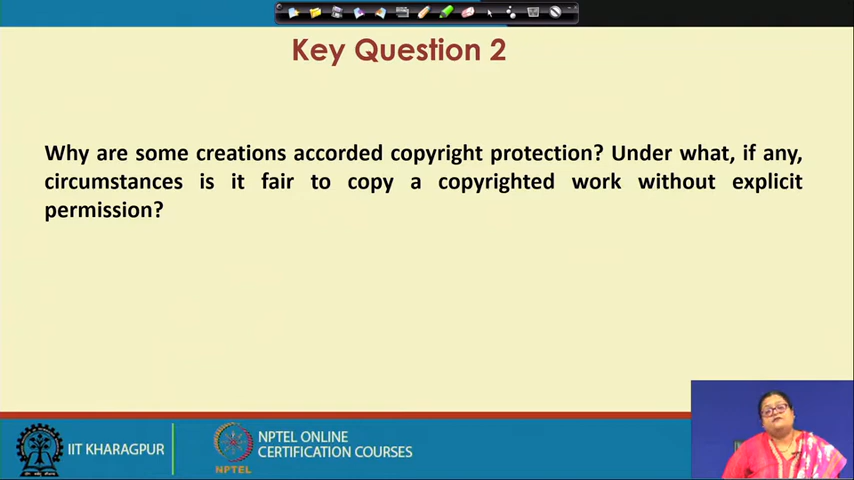 Key Question 2
Why are some creations accorded copyright protection? Under what, if any,
circumstances is it fair to copy a copyrighted work without explicit
permission?
IIT KHARAGPUR
NPTEL
NPTEL ONLINE
CERTIFICATION COURSES